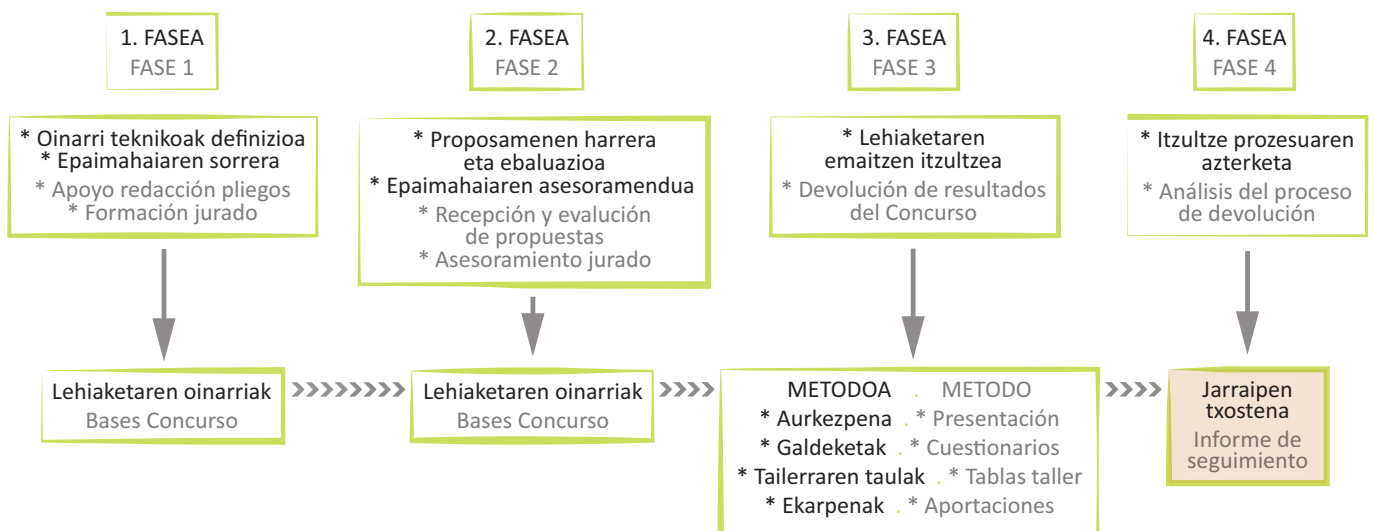 1. FASEA
FASE 1
2. FASEA
FASE 2
3. FASEA
FASE 3
4. FASEA
FASE 4
* Oinarri teknikoak definizioa
* Epaimahaiaren sorrera
* Apoyo redacción pliegos
* Formación jurado
* Proposamenen harrera
eta ebaluazioa
* Epaimahaiaren asesoramendua
* Recepción y evalución
de propuestas
* Asesoramiento jurado
* Lehiaketaren
emaitzen itzultzea
* Devolución de resultados
del Concurso
* Itzultze prozesuaren
azterketa
* Análisis del proceso
de devolución
Lehiaketaren oinarriak
Bases Concurso
Lehiaketaren oinarriak
Bases Concurso
METODOA . METODO
* Aurkezpena . * Presentación
* Galdeketak . * Cuestionarios
* Tailerraren taulak . * Tablas taller
* Ekarpenak . * Aportaciones
Jarraipen
txostena
Informe de
seguimiento